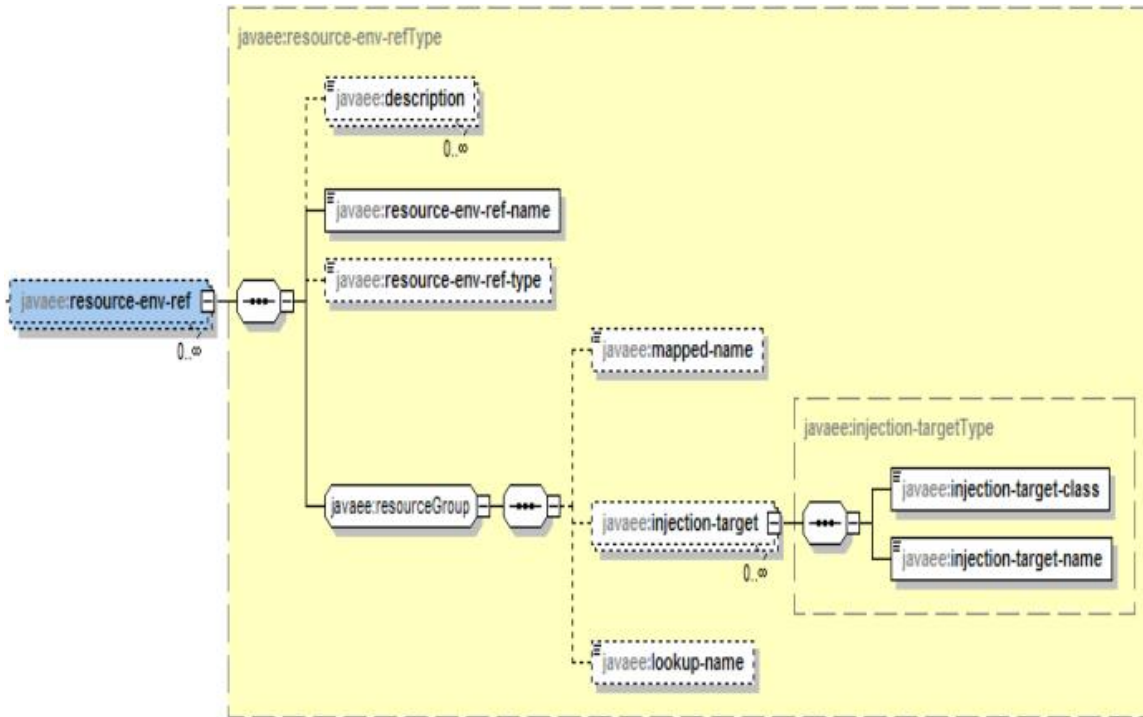 javaee:resource-env-refType
javaee:description
0..∞
javaee:resource-env-ref-name
javaee:resource-env-ref-type
javaee:resource-env-ref
0..∞
javaee:mapped-name
javaee:injection-targetType
javaee:resourceGroup
javaee:injection-target
0..∞
javaee:injection-target-class
javaee:injection-target-name
javaee:lookup-name